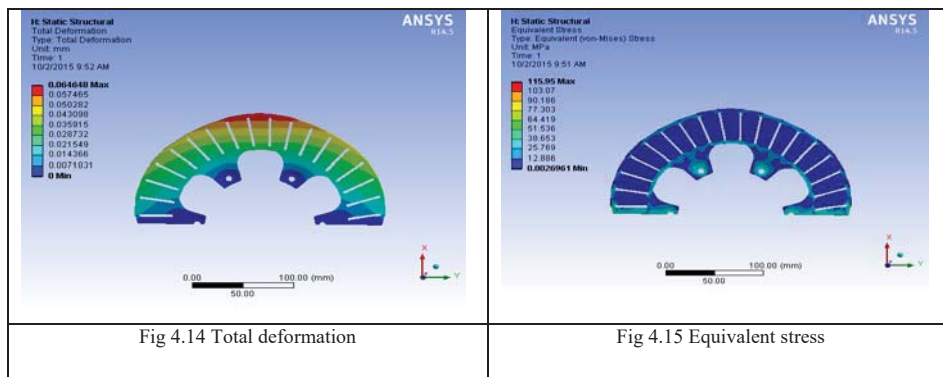 H: Static Structural
Total Deformation
Type: Total Deformation
Unit: mm
Time: 1
10/2/2015 9:52 AM
0.064648 Max
0.057465
0.050282
0.043098
0.035915
0.028732
0.021549
0.014366
0.0071831
0 Min
ANSYS
R14.5
X
Y
0.00 100.00 (mm)
50.00
Fig 4.14 Total deformation
H: Static Structural
Equivalent Stress
Type: Equivalent (von-Mises) Stress
Unit: MPa
Time: 1
10/2/2015 9:51 AM
115.95 Max
103.07
90.186
77.303
64.419
51.536
38.653
25.769
12.886
0.0026961 Min
ANSYS
R14.5
X
Y
0.00 100.00 (mm)
50.00
Fig 4.15 Equivalent stress